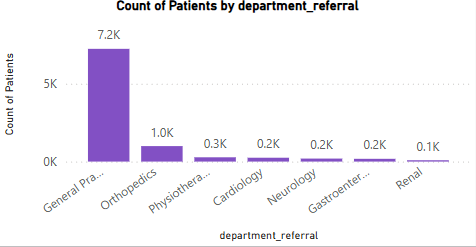 Count of Patients by department_referral
Count of Patients
5K
0K
7.2K
1.0K
0.3K
0.2K
0.2K
0.2K
0.1K
General Pra...
Orthopedics
Physiothera...
Cardiology
Neurology
Gastroenter...
Renal
department_referral